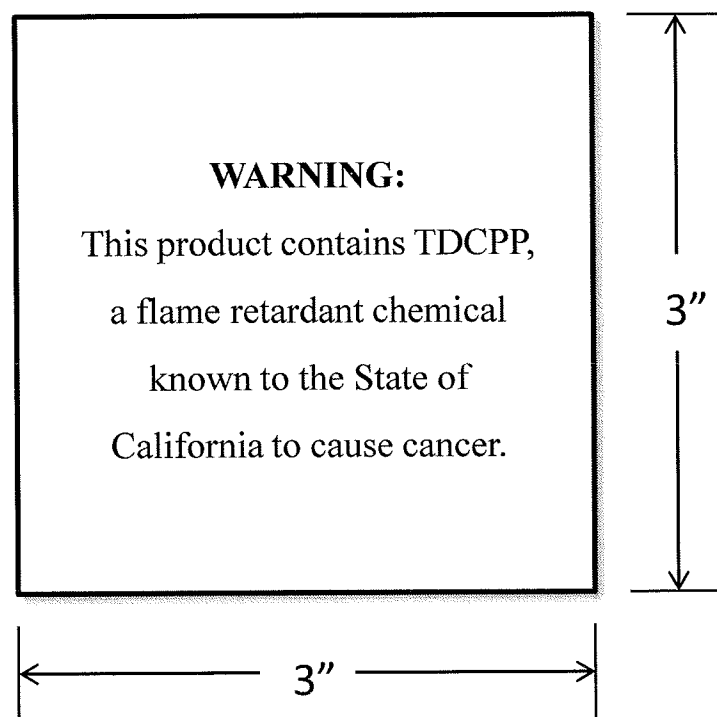 WARNING:
This product contains TDCPP,
a flame retardant chemical
known to the State of
California to cause cancer.
3”
3”